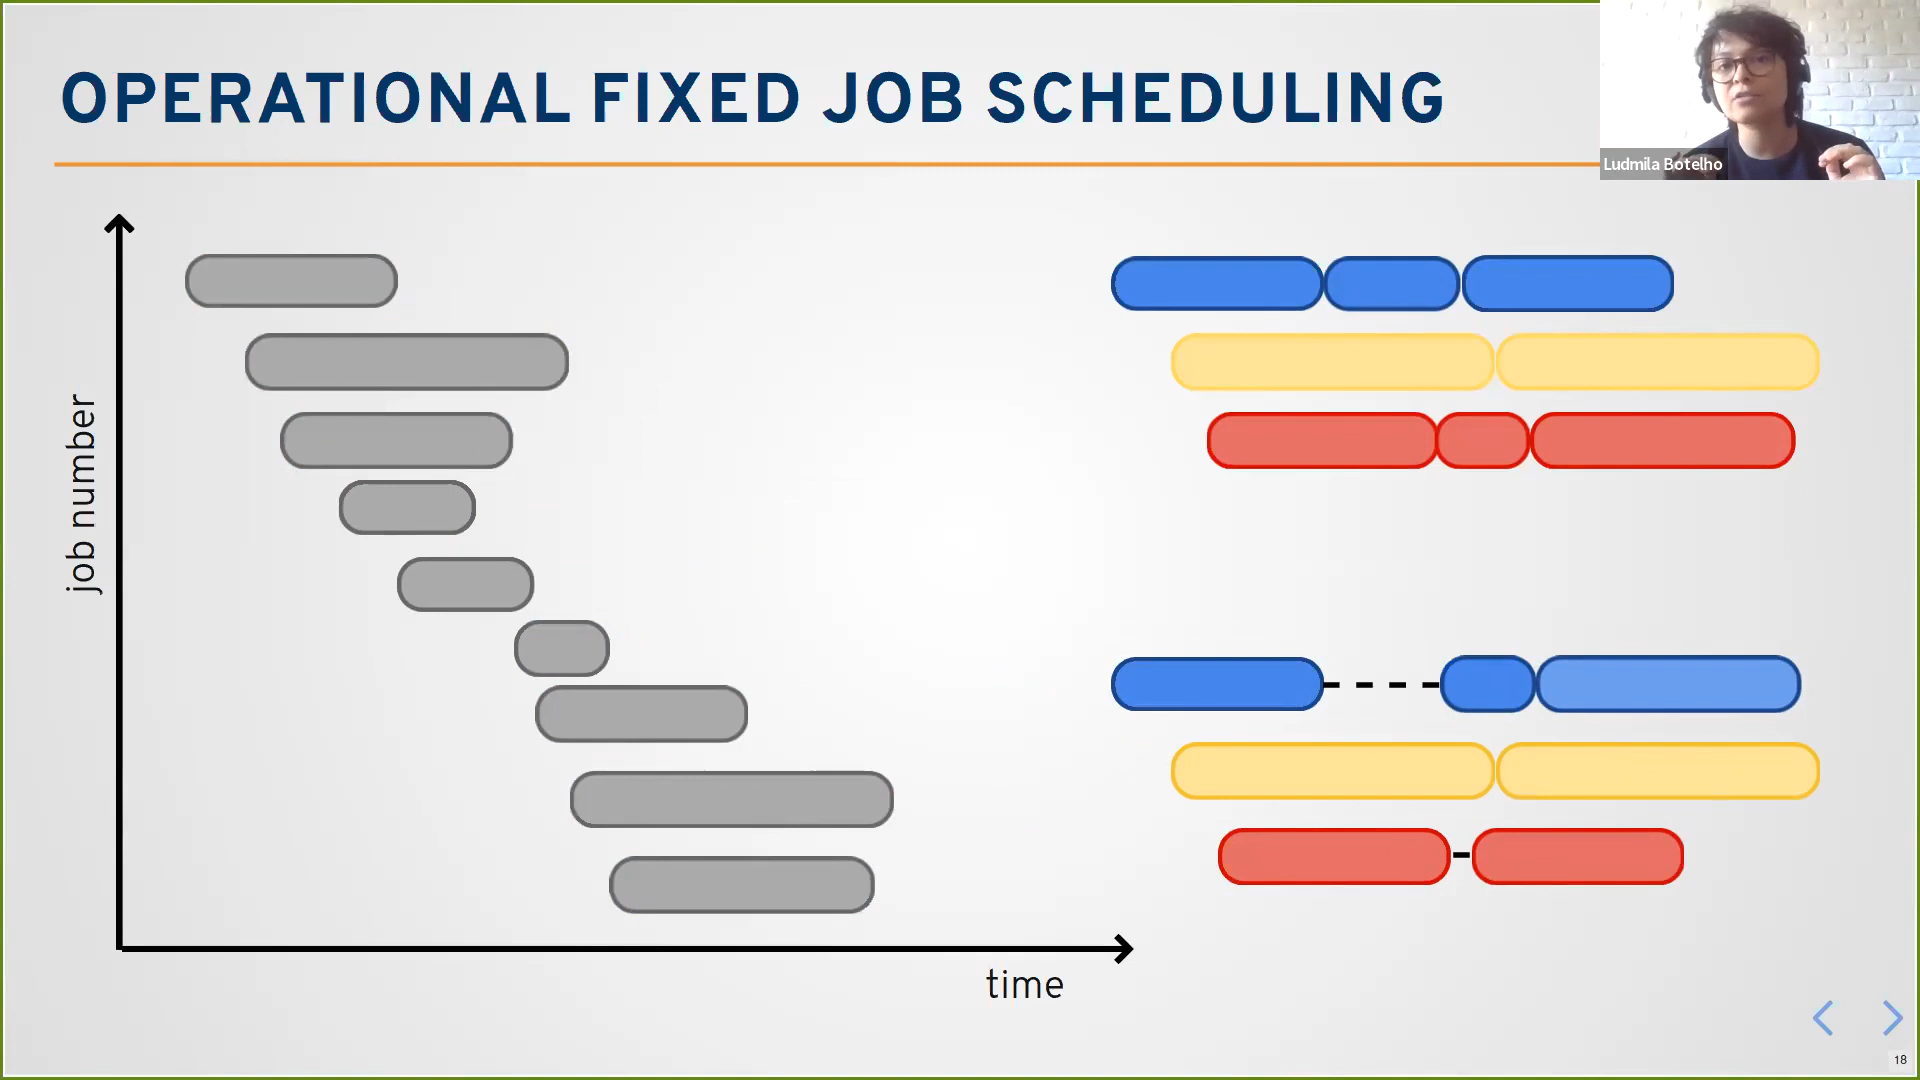 OPERATIONAL FIXED JOB SCHEDULING
Ludmila Botelho
job number
time
18